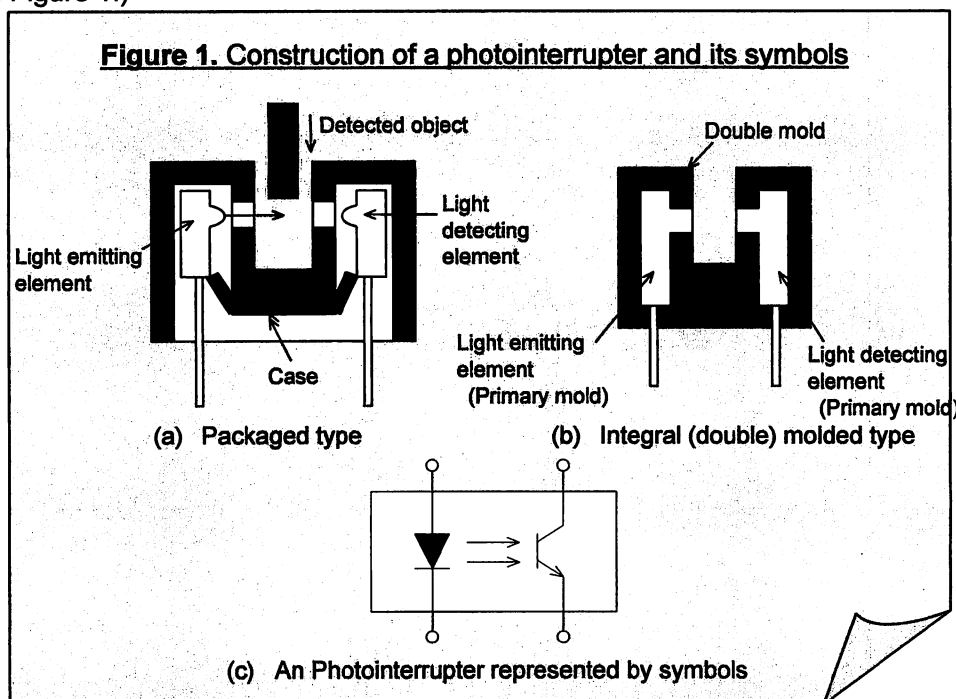 Figure 1.)
Figure 1. Construction of a photointerrupter and its symbols
Detected object
Light emitting
element
Light
detecting
element
Case
(a) Packaged type
Double mold
Light emitting
element
(Primary mold)
Light detecting
element
(Primary mold)
(b) Integral (double) molded type
(c) An Photointerrupter represented by symbols